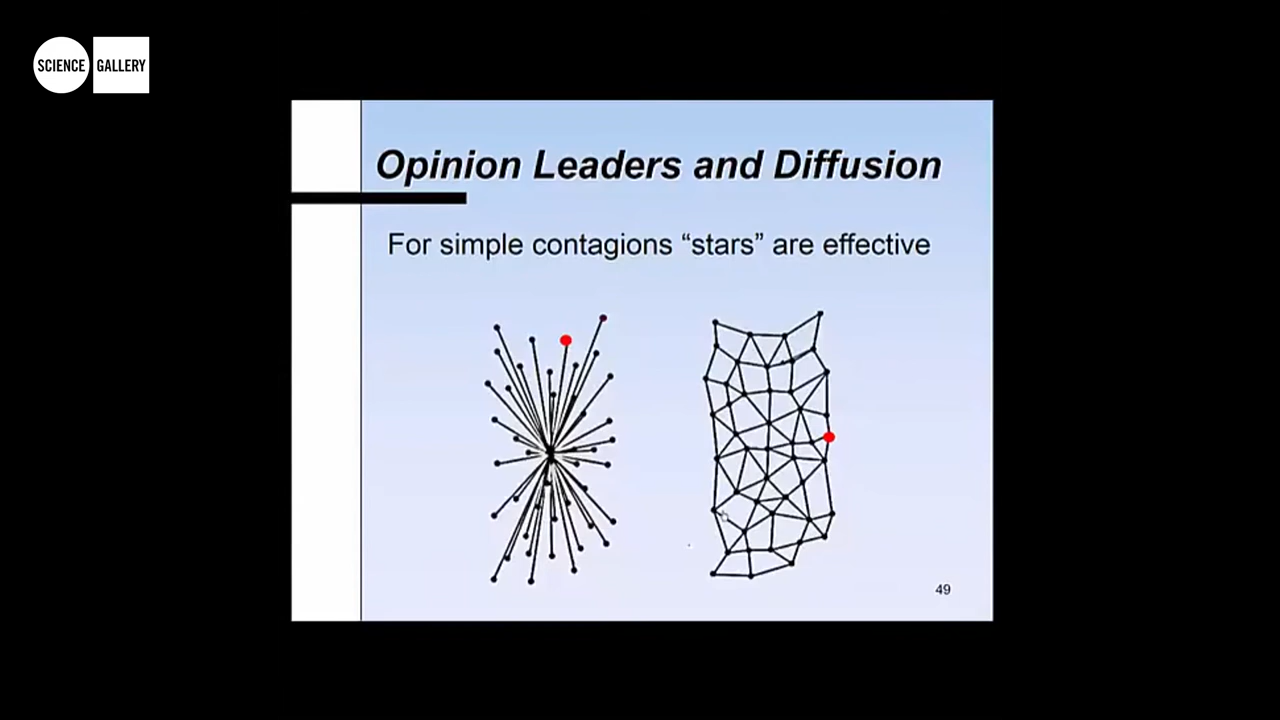 SCIENCE GALLERY
Opinion Leaders and Diffusion
For simple contagions “stars” are effective
49